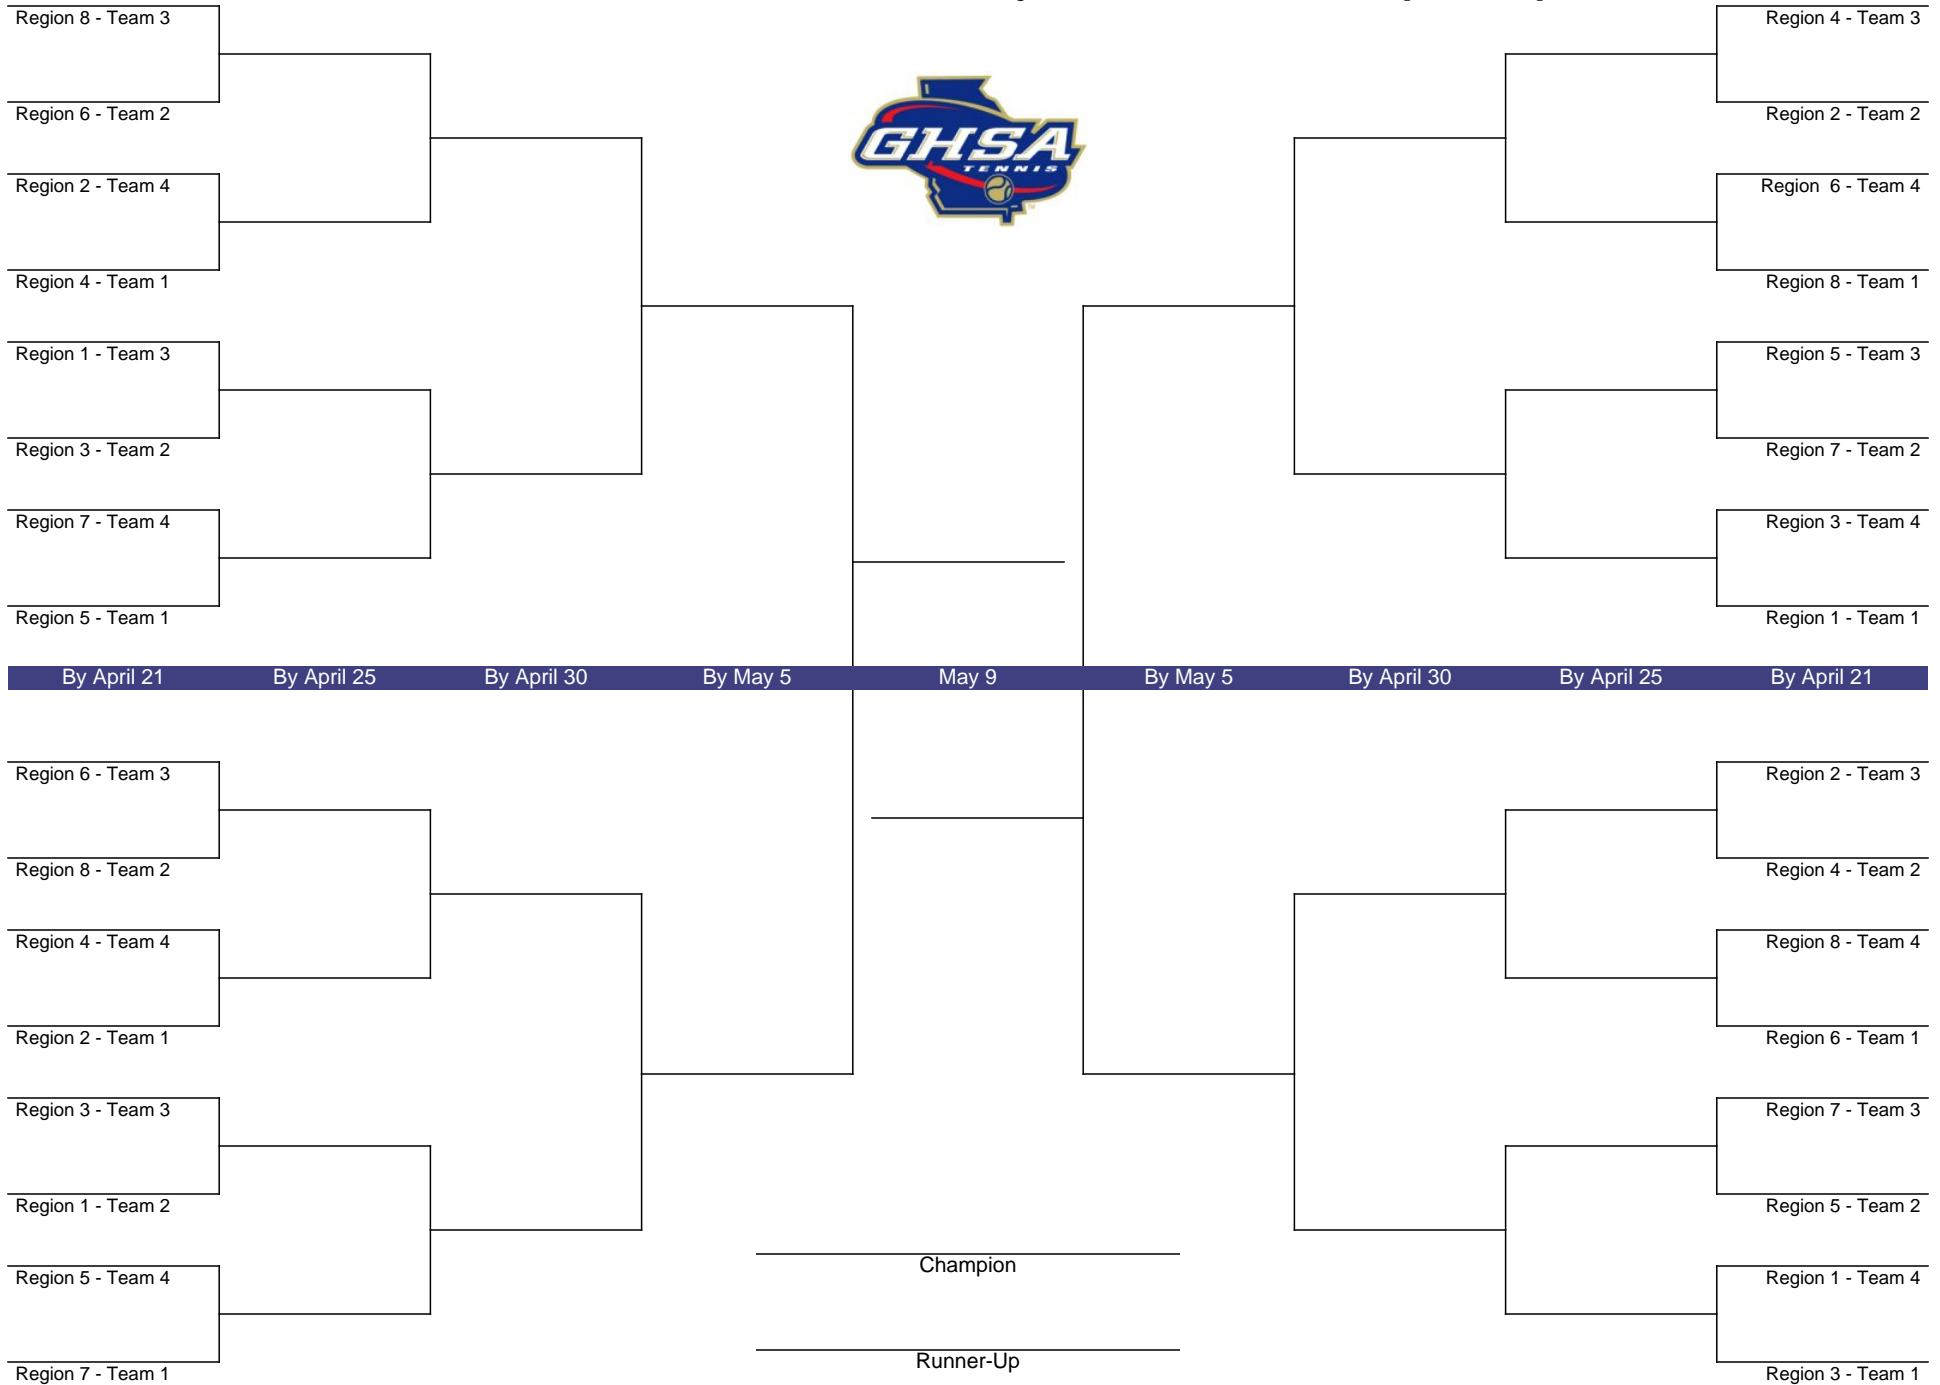 Region 8 - Team 3
Region 6 - Team 2
Region 2 - Team 4
Region 4 - Team 1
Region 1 - Team 3
Region 3 - Team 2
Region 7 - Team 4
Region 5 - Team 1
GHSA
TENNIS
Region 4 - Team 3
Region 2 - Team 2
Region  6 - Team 4
Region 8 - Team 1
Region 5 - Team 3
Region 7 - Team 2
Region 3 - Team 4
Region 1 - Team 1
By April 21 By April 25 By April 30 By May 5 May 9 By May 5 By April 30 By April 25 By April 21
Region 6 - Team 3
Region 8 - Team 2
Region 4 - Team 4
Region 2 - Team 1
Region 3 - Team 3
Region 1 - Team 2
Region 5 - Team 4
Region 7 - Team 1
Champion
Runner-Up
Region 2 - Team 3
Region 4 - Team 2
Region 8 - Team 4
Region 6 - Team 1
Region 7 - Team 3
Region 5 - Team 2
Region 1 - Team 4
Region 3 - Team 1